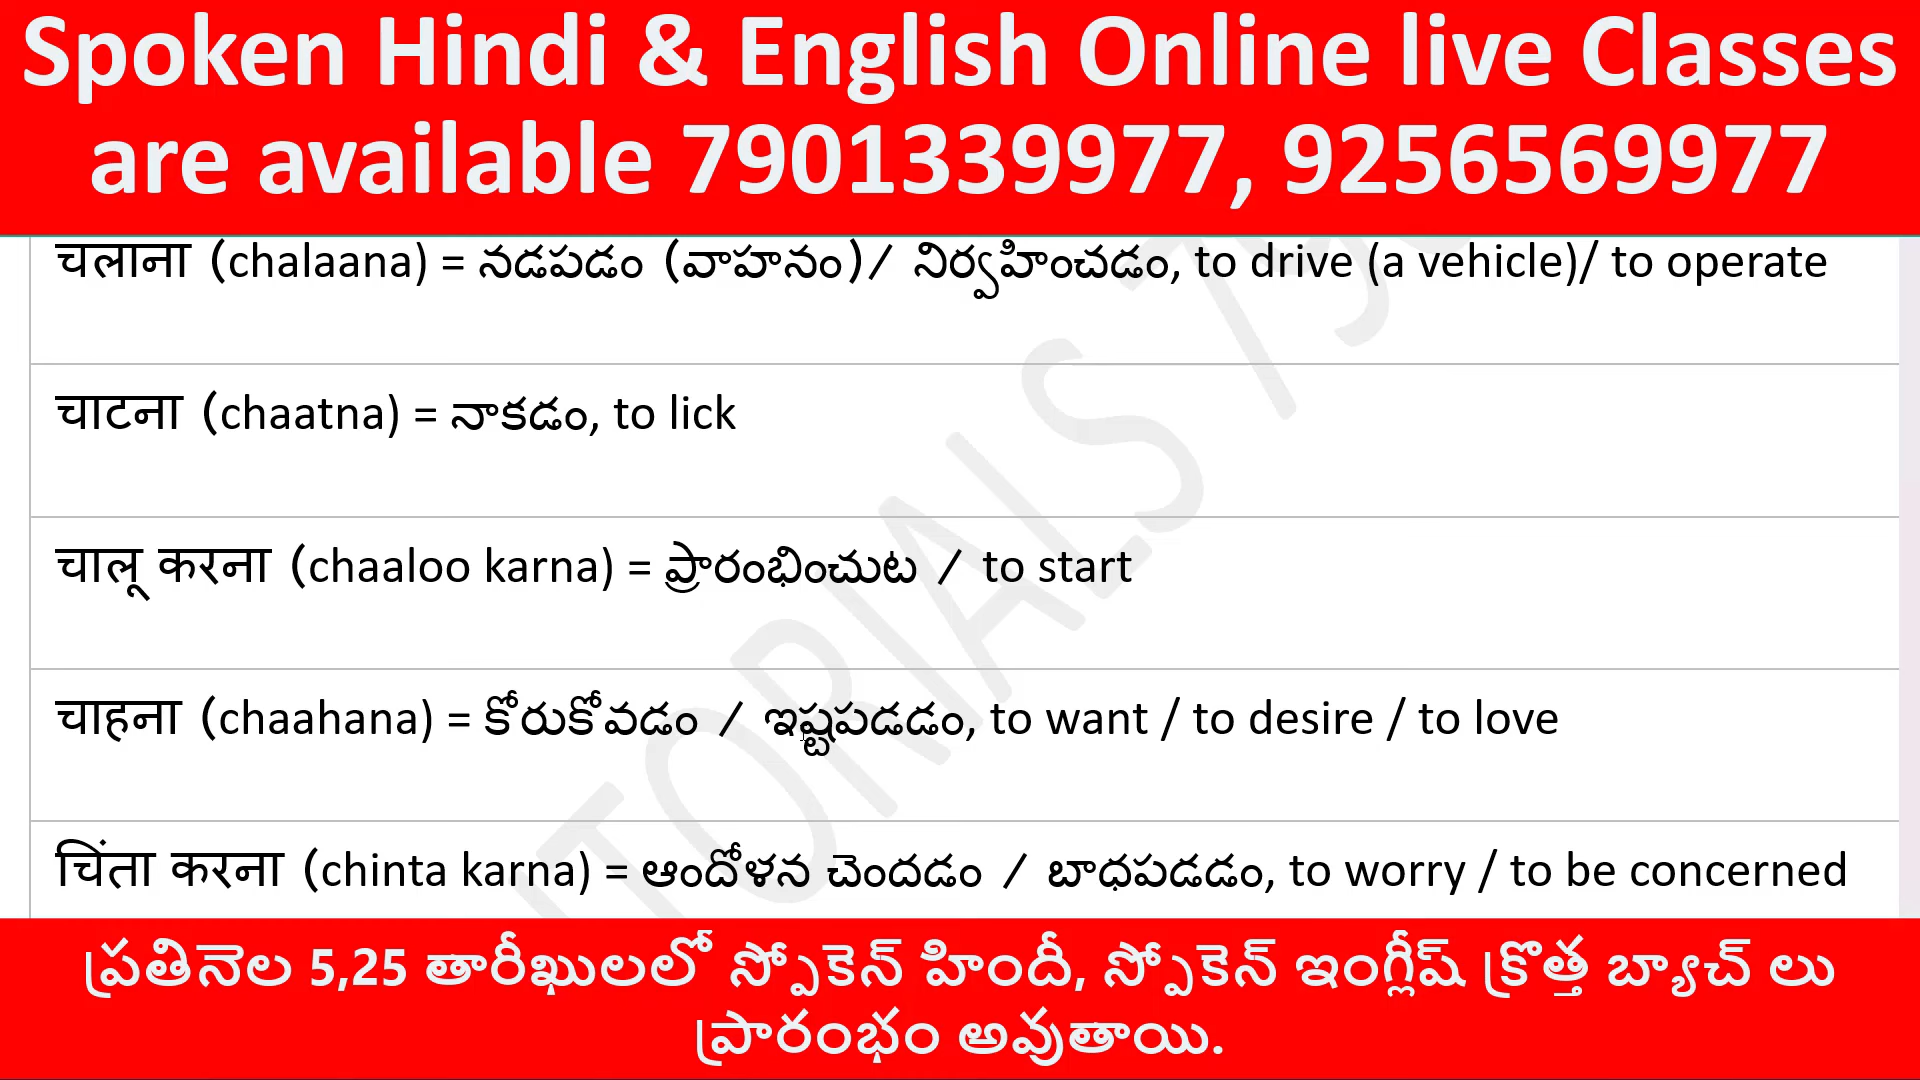 Spoken Hindi & English Online live Classes
are available 7901339977, 9256569977
चलाना (chalaana) = నడపడం (వాహనం)/ నిర్వహించడం, to drive (a vehicle)/ to operate
चाटना (chaatna) = నాకడం, to lick
चालू करना (chaaloo karna) = ప్రారంభించుట / to start
चाहना (chaahana) = కోరుకోవడం / ఇష్టపడడం, to want / to desire / to love
चिंता करना (chinta karna) = ఆందోళన చెందడం / బాధపడడం, to worry / to be concerned
ప్రతినెల 5,25 తారీఖులలో స్పోకెన్ హిందీ, స్పోకెన్ ఇంగ్లీష్ క్రొత్త బ్యాచ్ లు
ప్రారంభం అవుతాయి.